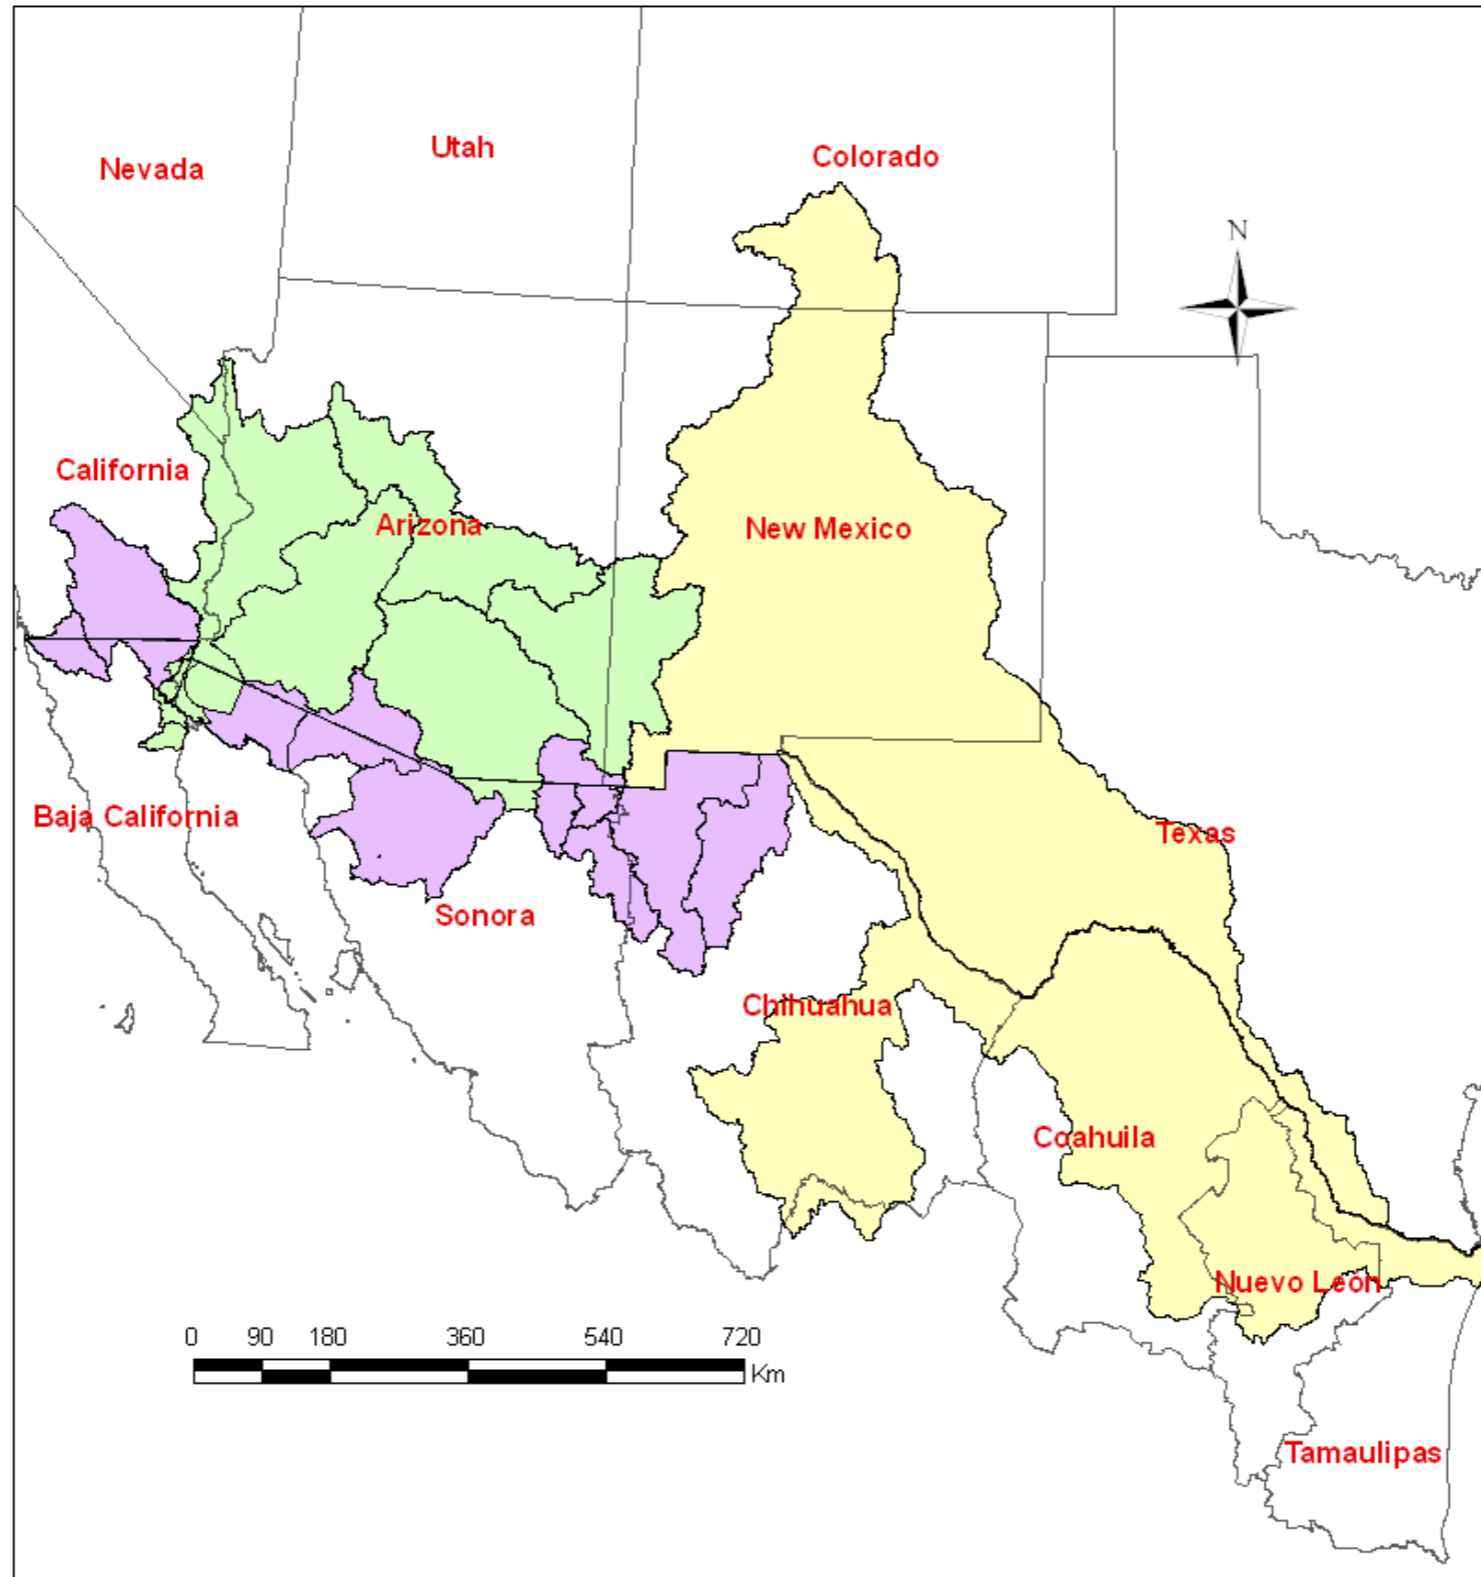 Utah
Colorado
Nevada
N
California
Arizona
New Mexico
Baja California
Texas
Sonora
Chihuahua
Coahuila
Nuevo León
0 90 180 360 540 720
Km
Tamaulipas